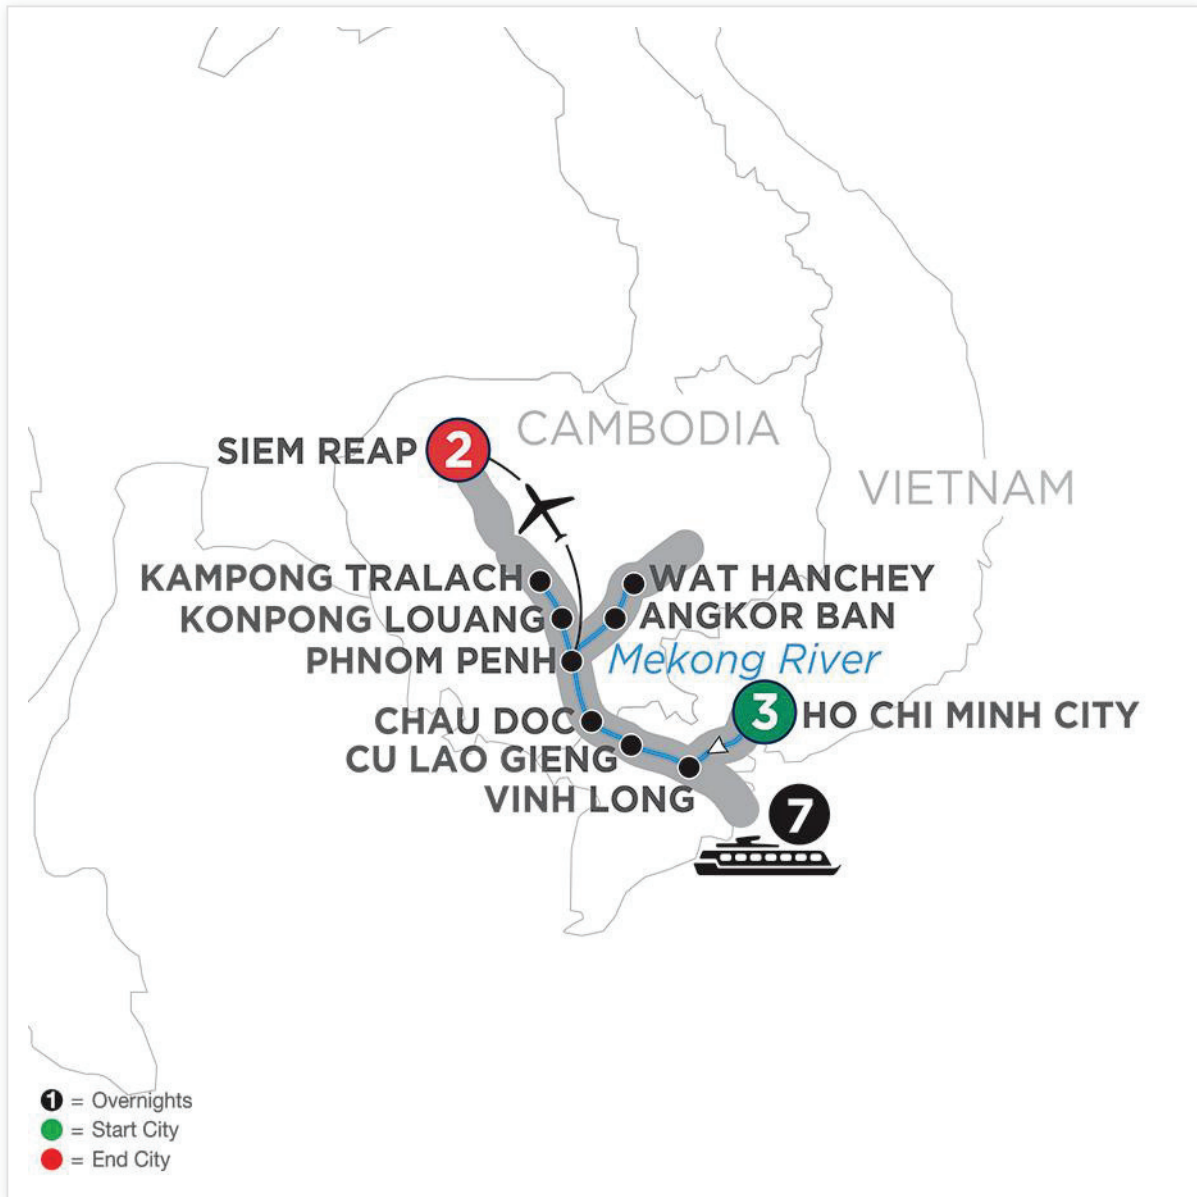 CAMBODIA
SIEM REAP 2
VIETNAM
KAMPONG TRALACH
WAT HANCHEY
KONPONG LOUANG
ANGKOR BAN
PHNOM PENH
Mekong River
3 HO CHI MINH CITY
CHAU DOC
CU LAO GIENG
VINH LONG
7
1 = Overnights
= Start City
= End City